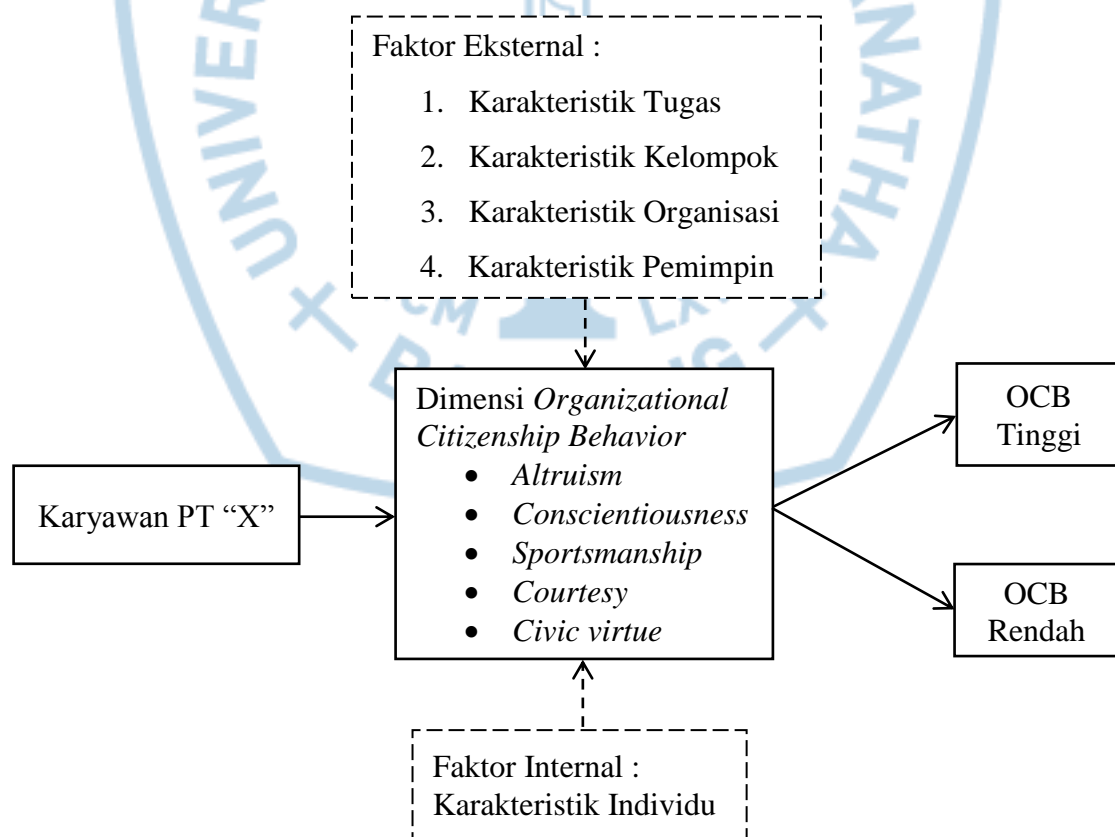 Faktor Eksternal :
1. Karakteristik Tugas
2. Karakteristik Kelompok
3. Karakteristik Organisasi
4. Karakteristik Pemimpin
Dimensi Organizational
Citizenship Behavior
• Altruism
• Conscientiousness
• Sportsmanship
• Courtesy
• Civic virtue
Karyawan PT “X”
OCB
Tinggi
OCB
Rendah
Faktor Internal :
Karakteristik Individu